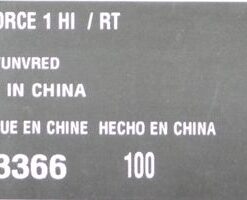 ORCE 1 HI / RT
/UNVRED
IN CHINA
UE EN CHINE HECHO EN CHINA
3366 100